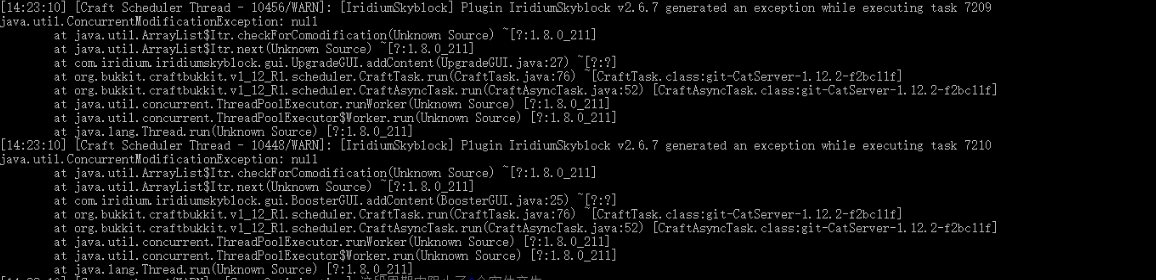 [14:23:10] [Craft Scheduler Thread - 10456/WARN]: [IridiumSkyblock] Plugin IridiumSkyblock v2.6.7 generated an exception while executing task 7209
java.util.ConcurrentModificationException: null
at java.util.ArrayList$Itr.checkForComodification(Unknown Source) ~[?:1.8.0_211]
at java.util.ArrayList$Itr.next(Unknown Source) ~[?:1.8.0_211]
at com.iridium.iridiumskyblock.gui.UpgradeGUI.addContent(UpgradeGUI.java:27) ~[?:?]
at org.bukkit.craftbukkit.v1_12_R1.scheduler.CraftTask.run(CraftTask.java:76) ~[CraftTask.class:git-CatServer-1.12.2-f2bc11f]
at org.bukkit.craftbukkit.v1_12_R1.scheduler.CraftAsyncTask.run(CraftAsyncTask.java:52) [CraftAsyncTask.class:git-CatServer-1.12.2-f2bc11f]
at java.util.concurrent.ThreadPoolExecutor.runWorker(Unknown Source) [?:1.8.0_211]
at java.util.concurrent.ThreadPoolExecutor$Worker.run(Unknown Source) [?:1.8.0_211]
at java.lang.Thread.run(Unknown Source) [?:1.8.0_211]
[14:23:10] [Craft Scheduler Thread - 10448/WARN]: [IridiumSkyblock] Plugin IridiumSkyblock v2.6.7 generated an exception while executing task 7210
java.util.ConcurrentModificationException: null
at java.util.ArrayList$Itr.checkForComodification(Unknown Source) ~[?:1.8.0_211]
at java.util.ArrayList$Itr.next(Unknown Source) ~[?:1.8.0_211]
at com.iridium.iridiumskyblock.gui.BoosterGUI.addContent(BoosterGUI.java:25) ~[?:?]
at org.bukkit.craftbukkit.v1_12_R1.scheduler.CraftTask.run(CraftTask.java:76) ~[CraftTask.class:git-CatServer-1.12.2-f2bc11f]
at org.bukkit.craftbukkit.v1_12_R1.scheduler.CraftAsyncTask.run(CraftAsyncTask.java:52) [CraftAsyncTask.class:git-CatServer-1.12.2-f2bc11f]
at java.util.concurrent.ThreadPoolExecutor.runWorker(Unknown Source) [?:1.8.0_211]
at java.util.concurrent.ThreadPoolExecutor$Worker.run(Unknown Source) [?:1.8.0_211]
at java.lang.Thread.run(Unknown Source) [?:1.8.0_211]